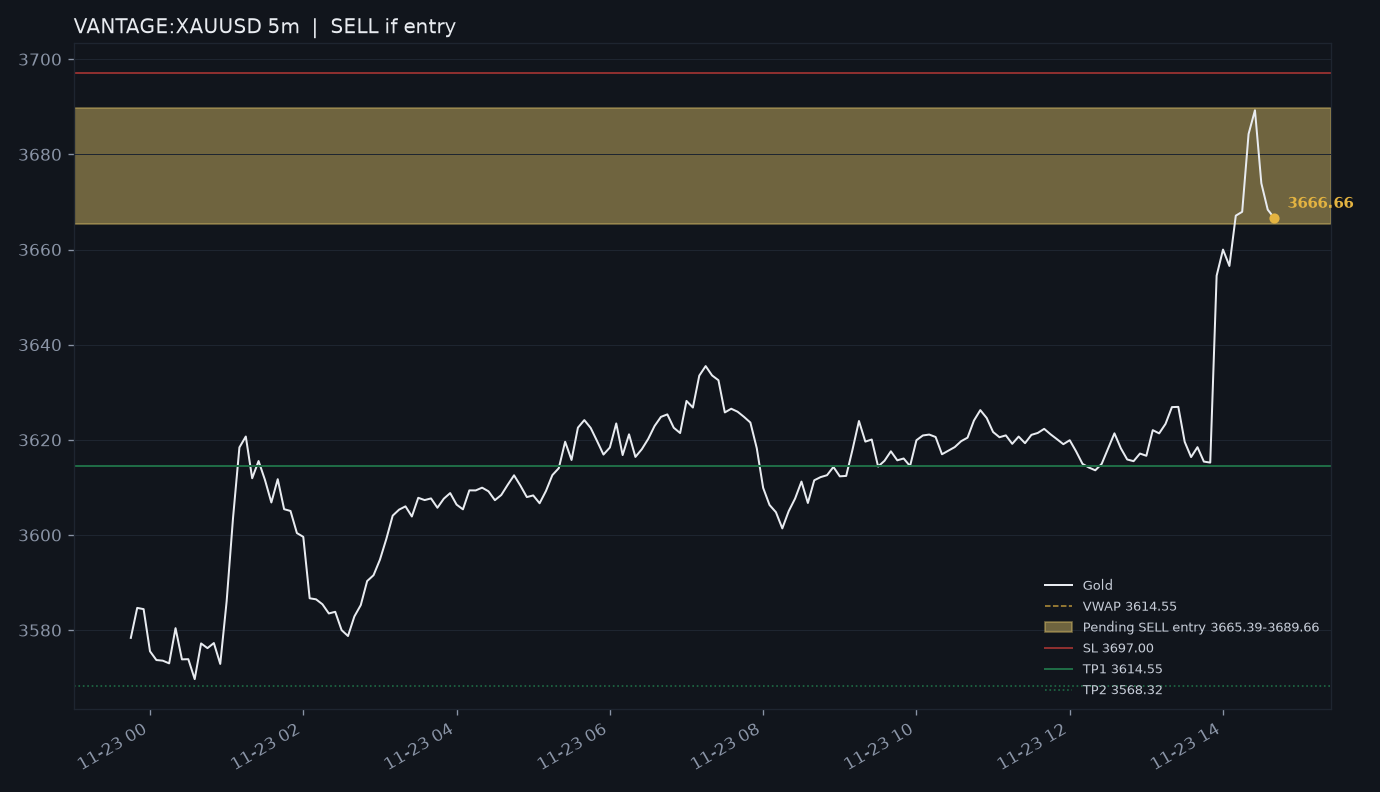 VANTAGE:XAUUSD 5m | SELL if entry
3700
3680
3660
3640
3620
3600
3580
3666.66
Gold
VWAP 3614.55
Pending SELL entry 3665.39-3689.66
SL 3697.00
TP1 3614.55
TP2 3568.32
11-23 00
11-23 02
11-23 04
11-23 06
11-23 08
11-23 10
11-23 12
11-23 14